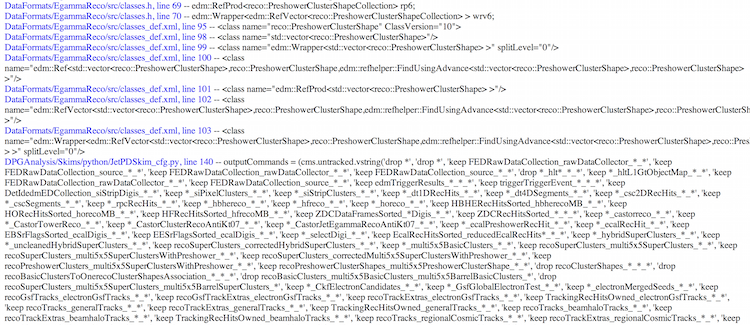 DataFormats/EgammaReco/src/classes.h, line 69 -- edm::RefProd<reco::PreshowerClusterShapeCollection> rp6;
DataFormats/EgammaReco/src/classes.h, line 70 -- edm::Wrapper<edm::RefVector<reco::PreshowerClusterShapeCollection> > wrv6;
DataFormats/EgammaReco/src/classes_def.xml, line 95 -- <class name="reco::PreshowerClusterShape" ClassVersion="10">
DataFormats/EgammaReco/src/classes_def.xml, line 98 -- <class name="std::vector<reco::PreshowerClusterShape>"/>
DataFormats/EgammaReco/src/classes_def.xml, line 99 -- <class name="edm::Wrapper<std::vector<reco::PreshowerClusterShape> >" splitLevel="0"/>
DataFormats/EgammaReco/src/classes_def.xml, line 100 -- <class
name="edm::Ref<std::vector<reco::PreshowerClusterShape>,reco::PreshowerClusterShape,edm::refhelper::FindUsingAdvance<std::vector<reco::PreshowerClusterShape>,reco::PreshowerClusterShape>
>"/>
DataFormats/EgammaReco/src/classes_def.xml, line 101 -- <class name="edm::RefProd<std::vector<reco::PreshowerClusterShape> >"/>
DataFormats/EgammaReco/src/classes_def.xml, line 102 -- <class
name="edm::RefVector<std::vector<reco::PreshowerClusterShape>,reco::PreshowerClusterShape,edm::refhelper::FindUsingAdvance<std::vector<reco::PreshowerClusterShape>,reco::PreshowerClusterS
>"/>
DataFormats/EgammaReco/src/classes_def.xml, line 103 -- <class
name="edm::Wrapper<edm::RefVector<std::vector<reco::PreshowerClusterShape>,reco::PreshowerClusterShape,edm::refhelper::FindUsingAdvance<std::vector<reco::PreshowerClusterShape>,reco::Pre
> >" splitLevel="0"/>
DPGAnalysis/Skims/python/JetPDSkim_cfg.py, line 140 -- outputCommands = (cms.untracked.vstring('drop *', 'drop *', 'keep FEDRawDataCollection_rawDataCollector_*_*', 'keep
FEDRawDataCollection_source_*_*', 'keep FEDRawDataCollection_rawDataCollector_*_*', 'keep FEDRawDataCollection_source_*_*', 'drop *_hlt*_*_*', 'keep *_hltL1GtObjectMap_*_*', 'keep
FEDRawDataCollection_rawDataCollector_*_*', 'keep FEDRawDataCollection_source_*_*', 'keep edmTriggerResults_*_*_*', 'keep triggerTriggerEvent_*_*_*', 'keep
DetIdedmEDCollection_siStripDigis_*_*', 'keep *_siPixelClusters_*_*', 'keep *_siStripClusters_*_*', 'keep *_dt1DRecHits_*_*', 'keep *_dt4DSegments_*_*', 'keep *_csc2DRecHits_*_*', 'keep
*_cscSegments_*_*', 'keep *_rpcRecHits_*_*', 'keep *_hbhereco_*_*', 'keep *_hfreco_*_*', 'keep *_horeco_*_*', 'keep HBHERecHitsSorted_hbherecoMB_*_*', 'keep
HORecHitsSorted_horecoMB_*_*', 'keep HFRecHitsSorted_hfrecoMB_*_*', 'keep ZDCDataFramesSorted_*Digis_*_*', 'keep ZDCRecHitsSorted_*_*_*', 'keep *_castorreco_*_*', 'keep
*_CastorTowerReco_*_*', 'keep *_CastorClusterRecoAntiKt07_*_*', 'keep *_CastorJetEgammaRecoAntiKt07_*_*', 'keep *_ecalPreshowerRecHit_*_*', 'keep *_ecalRecHit_*_*', 'keep
EBSrFlagsSorted_ecalDigis_*_*', 'keep EESrFlagsSorted_ecalDigis_*_*', 'keep *_selectDigi_*_*', 'keep EcalRecHitsSorted_reducedEcalRecHits*_*_*', 'keep *_hybridSuperClusters_*_*', 'keep
*_uncleanedHybridSuperClusters_*_*', 'keep recoSuperClusters_correctedHybridSuperClusters_*_*', 'keep *_multi5x5BasicClusters_*_*', 'keep recoSuperClusters_multi5x5SuperClusters_*_*', 'keep
recoSuperClusters_multi5x5SuperClustersWithPreshower_*_*', 'keep recoSuperClusters_correctedMulti5x5SuperClustersWithPreshower_*_*', 'keep
recoPreshowerClusters_multi5x5SuperClustersWithPreshower_*_*', 'keep recoPreshowerClusterShapes_multi5x5PreshowerClusterShape_*_*', 'drop recoClusterShapes_*_*_*', 'drop
recoBasicClustersToOnerecoClusterShapesAssociation_*_*_*', 'drop recoBasicClusters_multi5x5BasicClusters_multi5x5BarrelBasicClusters_*', 'drop
recoSuperClusters_multi5x5SuperClusters_multi5x5BarrelSuperClusters_*', 'keep *_CkfElectronCandidates_*_*', 'keep *_GsfGlobalElectronTest_*_*', 'keep *_electronMergedSeeds_*_*', 'keep
recoGsfTracks_electronGsfTracks_*_*', 'keep recoGsfTrackExtras_electronGsfTracks_*_*', 'keep recoTrackExtras_electronGsfTracks_*_*', 'keep TrackingRecHitsOwned_electronGsfTracks_*_*',
'keep recoTracks_generalTracks_*_*', 'keep recoTrackExtras_generalTracks_*_*', 'keep TrackingRecHitsOwned_generalTracks_*_*', 'keep recoTracks_beamhaloTracks_*_*', 'keep
recoTrackExtras_beamhaloTracks_*_*', 'keep TrackingRecHitsOwned_beamhaloTracks_*_*', 'keep recoTracks_regionalCosmicTracks_*_*', 'keep recoTrackExtras_regionalCosmicTracks_*_*', 'keep